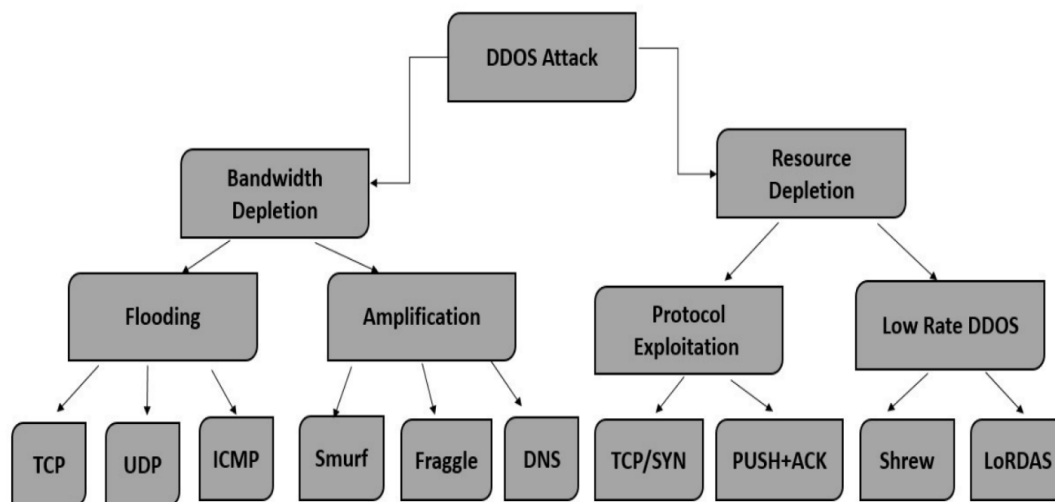 DDOS Attack
Bandwidth
Depletion
Resource
Depletion
Flooding
Amplification
Protocol
Exploitation
Low Rate DDOS
TCP
UDP
ICMP
Smurf
Fraggle
DNS
TCP/SYN
PUSH+ACK
Shrew
LoRDAS